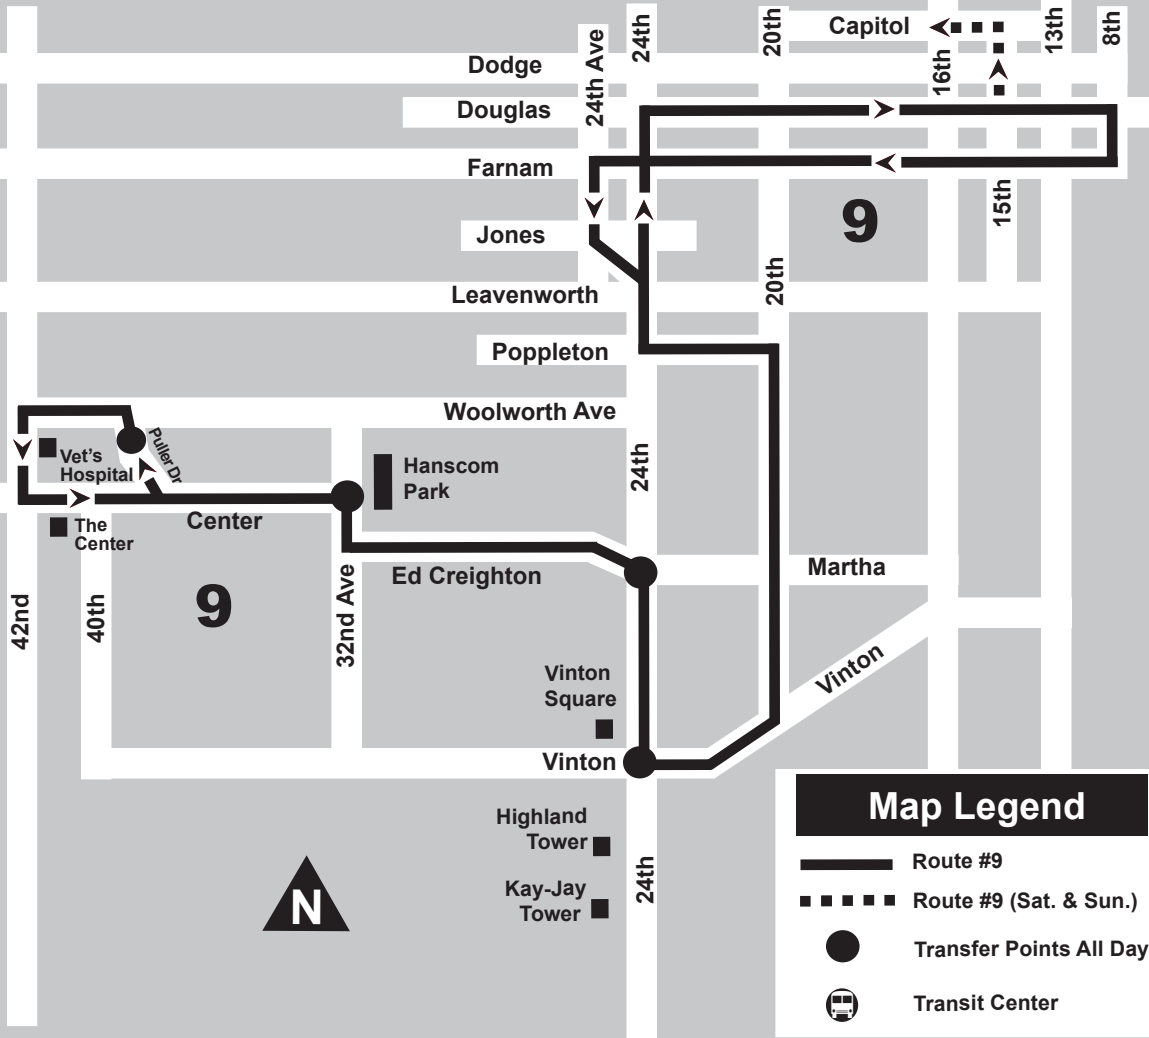 24th Ave
24th
20th
Capitol
16th
13th
8th
Dodge
Douglas
Farnam
15th
9
Jones
20th
Leavenworth
Poppleton
Woolworth Ave
Puller Dr
Vet's
Hospital
Hanscom
Park
24th
The
Center
Center
Ed Creighton
Martha
42nd
40th
9
32nd Ave
Vinton
Square
Vinton
Vinton
Highland
Tower
Kay-Jay
Tower
24th
N
Map Legend
Route #9
Route #9 (Sat. & Sun.)
Transfer Points All Day
Transit Center